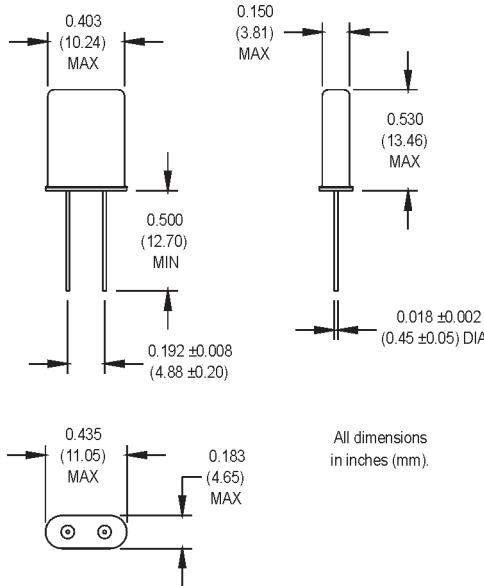 0.403
(10.24)
MAX
0.150
(3.81)
MAX
0.530
(13.46)
MAX
0.500
(12.70)
MIN
0.018 ±0.002
(0.45 ±0.05) DIA
0.192 ±0.008
(4.88 ±0.20)
0.435
(11.05)
MAX
0.183
(4.65)
MAX
All dimensions
in inches (mm).